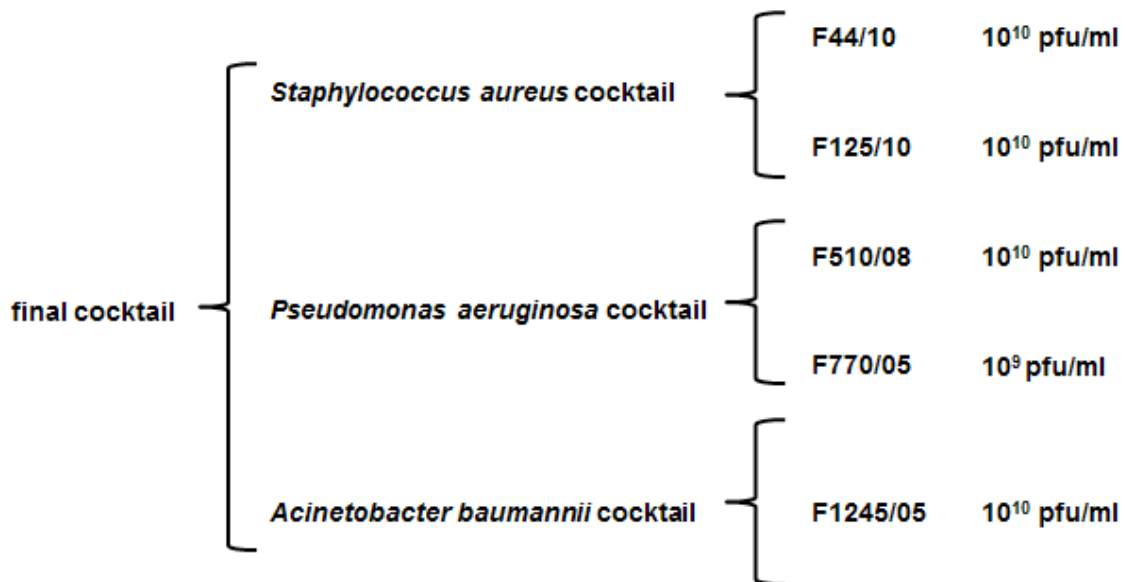 F44/10 10¹⁰ pfu/ml
Staphylococcus aureus cocktail
F125/10 10¹⁰ pfu/ml
F510/08 10¹⁰ pfu/ml
final cocktail
Pseudomonas aeruginosa cocktail
F770/05 10⁹ pfu/ml
Acinetobacter baumannii cocktail
F1245/05 10¹⁰ pfu/ml